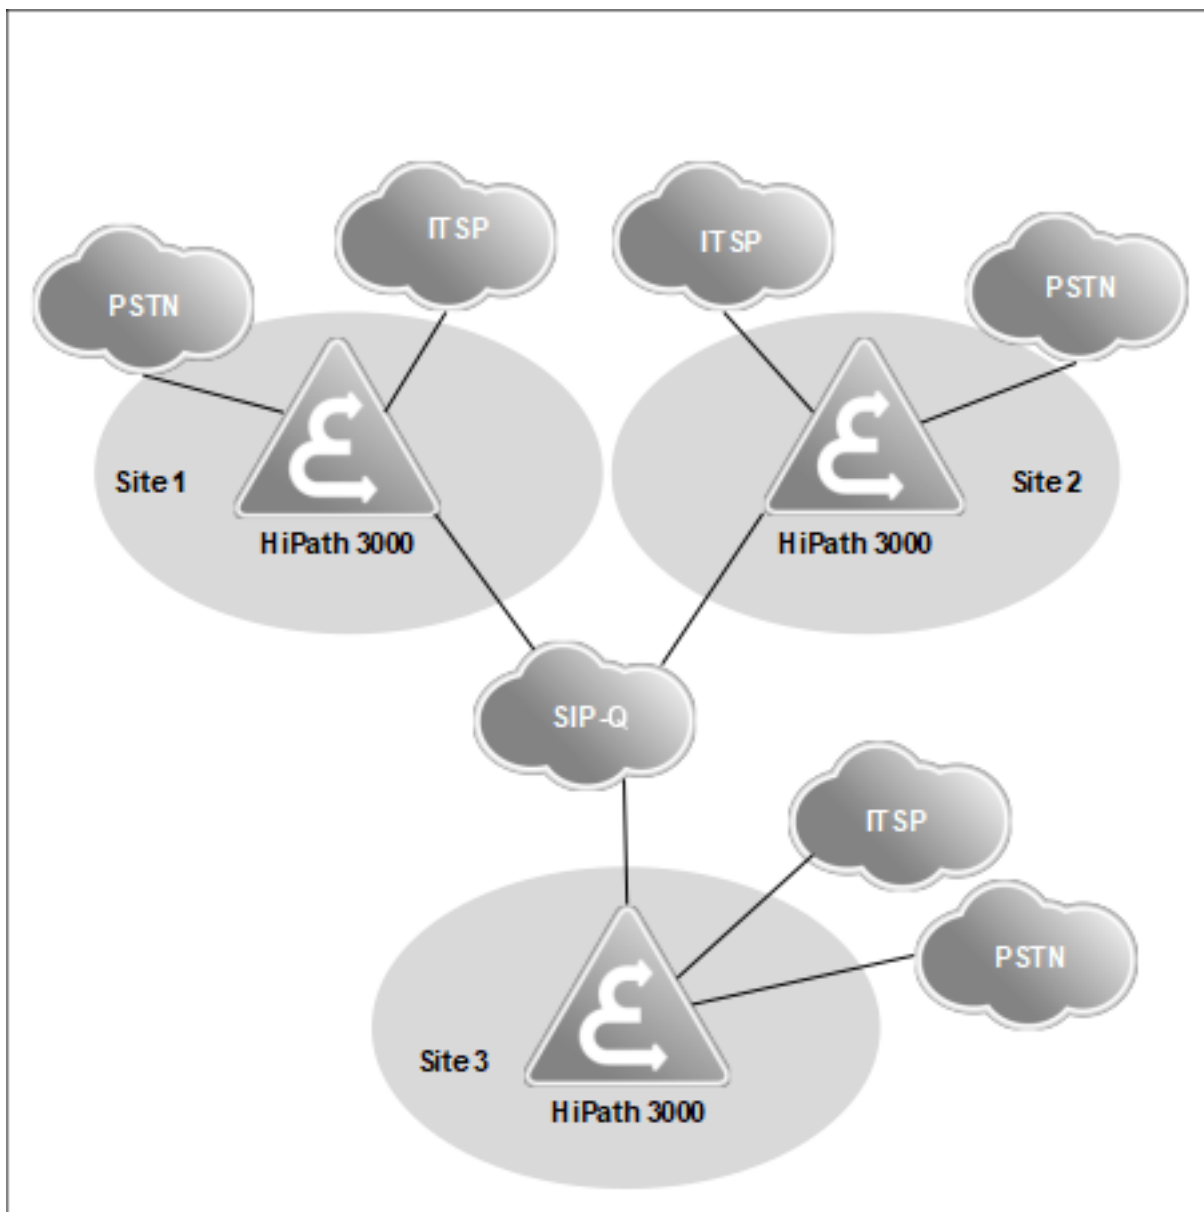 ITSP
ITSP
PSTN
PSTN
Site 1
Site 2
HiPath 3000
HiPath 3000
SIP-Q
ITSP
PSTN
Site 3
HiPath 3000